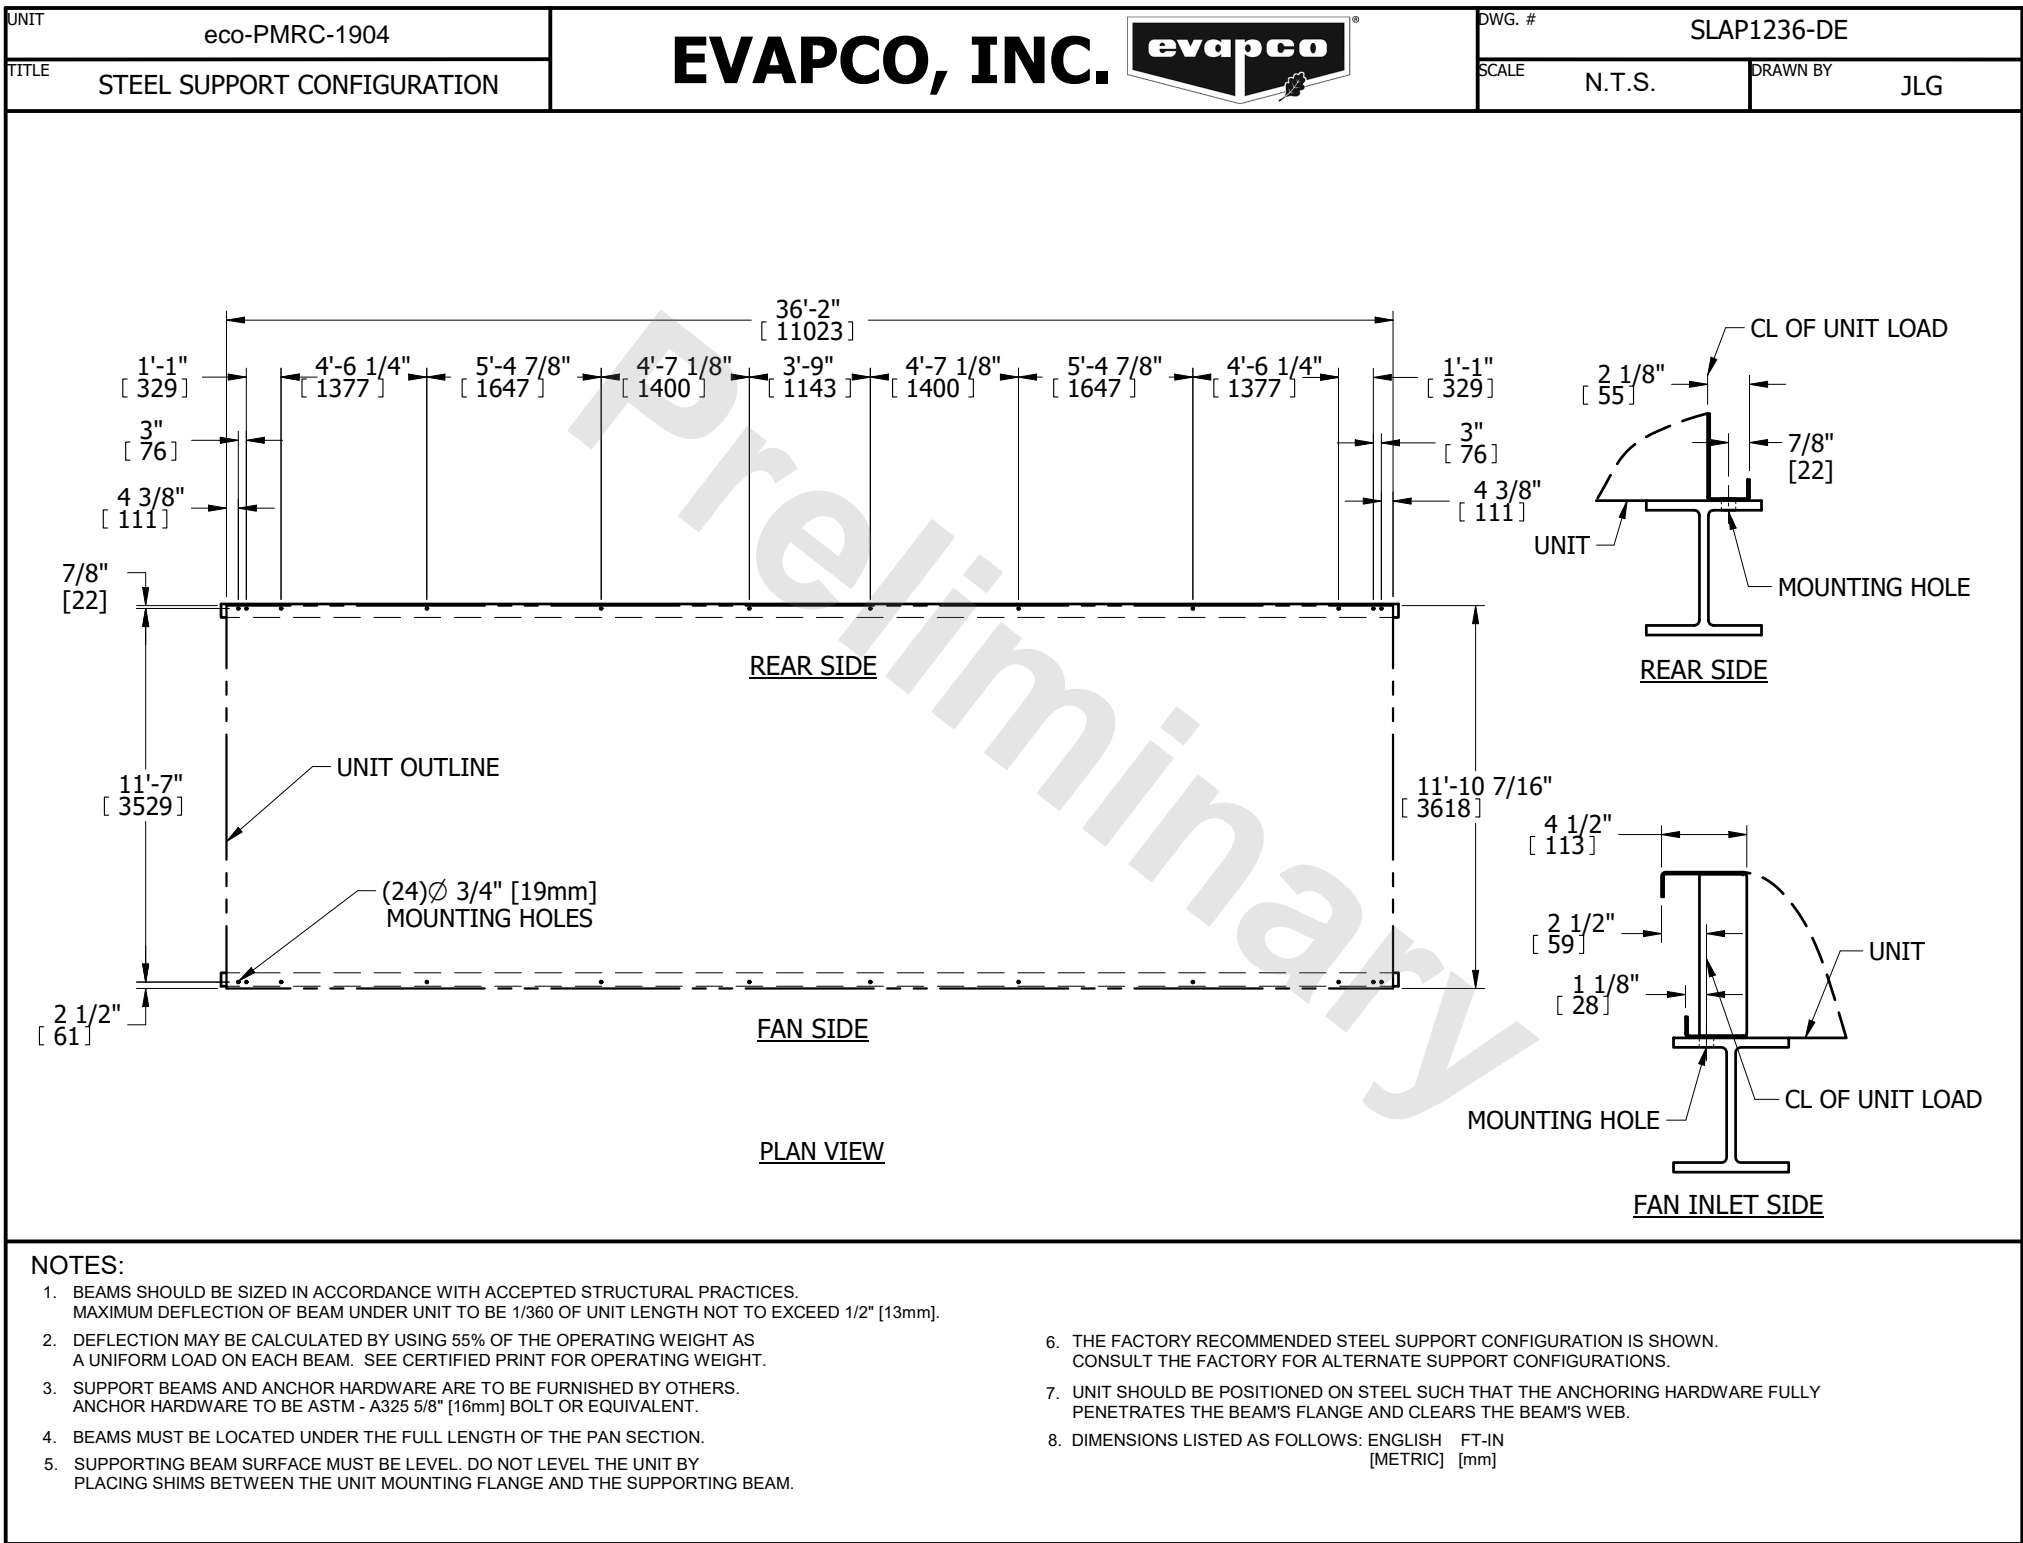 UNIT
eco-PMRC-1904
TITLE
STEEL SUPPORT CONFIGURATION
EVAPCO, INC.
evapco
®
DWG. #
SLAP1236-DE
SCALE
N.T.S.
DRAWN BY
JLG
36'-2"
[ 11023 ]
1'-1"
[ 329 ]
4'-6 1/4"
[ 1377 ]
5'-4 7/8"
[ 1647 ]
4'-7 1/8"
[ 1400 ]
3'-9"
[ 1143 ]
4'-7 1/8"
[ 1400 ]
5'-4 7/8"
[ 1647 ]
4'-6 1/4"
[ 1377 ]
1'-1"
[ 329 ]
3"
[ 76 ]
3"
[ 76 ]
4 3/8"
[ 111 ]
4 3/8"
[ 111 ]
7/8"
[22]
REAR SIDE
11'-7"
[ 3529 ]
UNIT OUTLINE
11'-10 7/16"
[ 3618 ]
(24)Ø 3/4" [19mm]
MOUNTING HOLES
2 1/2"
[ 61 ]
FAN SIDE
PLAN VIEW
Preliminary
CL OF UNIT LOAD
2 1/8"
[ 55 ]
7/8"
[22]
UNIT
MOUNTING HOLE
REAR SIDE
4 1/2"
[ 113 ]
2 1/2"
[ 59 ]
1 1/8"
[ 28 ]
UNIT
CL OF UNIT LOAD
MOUNTING HOLE
FAN INLET SIDE
NOTES:
1. BEAMS SHOULD BE SIZED IN ACCORDANCE WITH ACCEPTED STRUCTURAL PRACTICES.
MAXIMUM DEFLECTION OF BEAM UNDER UNIT TO BE 1/360 OF UNIT LENGTH NOT TO EXCEED 1/2" [13mm].
2. DEFLECTION MAY BE CALCULATED BY USING 55% OF THE OPERATING WEIGHT AS
A UNIFORM LOAD ON EACH BEAM. SEE CERTIFIED PRINT FOR OPERATING WEIGHT.
3. SUPPORT BEAMS AND ANCHOR HARDWARE ARE TO BE FURNISHED BY OTHERS.
ANCHOR HARDWARE TO BE ASTM - A325 5/8" [16mm] BOLT OR EQUIVALENT.
4. BEAMS MUST BE LOCATED UNDER THE FULL LENGTH OF THE PAN SECTION.
5. SUPPORTING BEAM SURFACE MUST BE LEVEL. DO NOT LEVEL THE UNIT BY
PLACING SHIMS BETWEEN THE UNIT MOUNTING FLANGE AND THE SUPPORTING BEAM.
6. THE FACTORY RECOMMENDED STEEL SUPPORT CONFIGURATION IS SHOWN.
CONSULT THE FACTORY FOR ALTERNATE SUPPORT CONFIGURATIONS.
7. UNIT SHOULD BE POSITIONED ON STEEL SUCH THAT THE ANCHORING HARDWARE FULLY
PENETRATES THE BEAM'S FLANGE AND CLEARS THE BEAM'S WEB.
8. DIMENSIONS LISTED AS FOLLOWS: ENGLISH FT-IN
[METRIC] [mm]